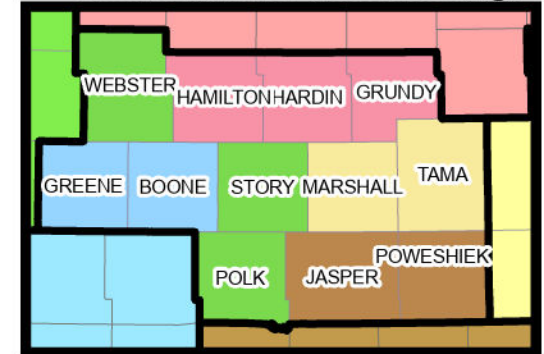 WEBSTER
HAMILTON
HARDIN
GRUNDY
GREENE
BOONE
STORY
MARSHALL
TAMA
POLK
JASPER
POWESHIEK